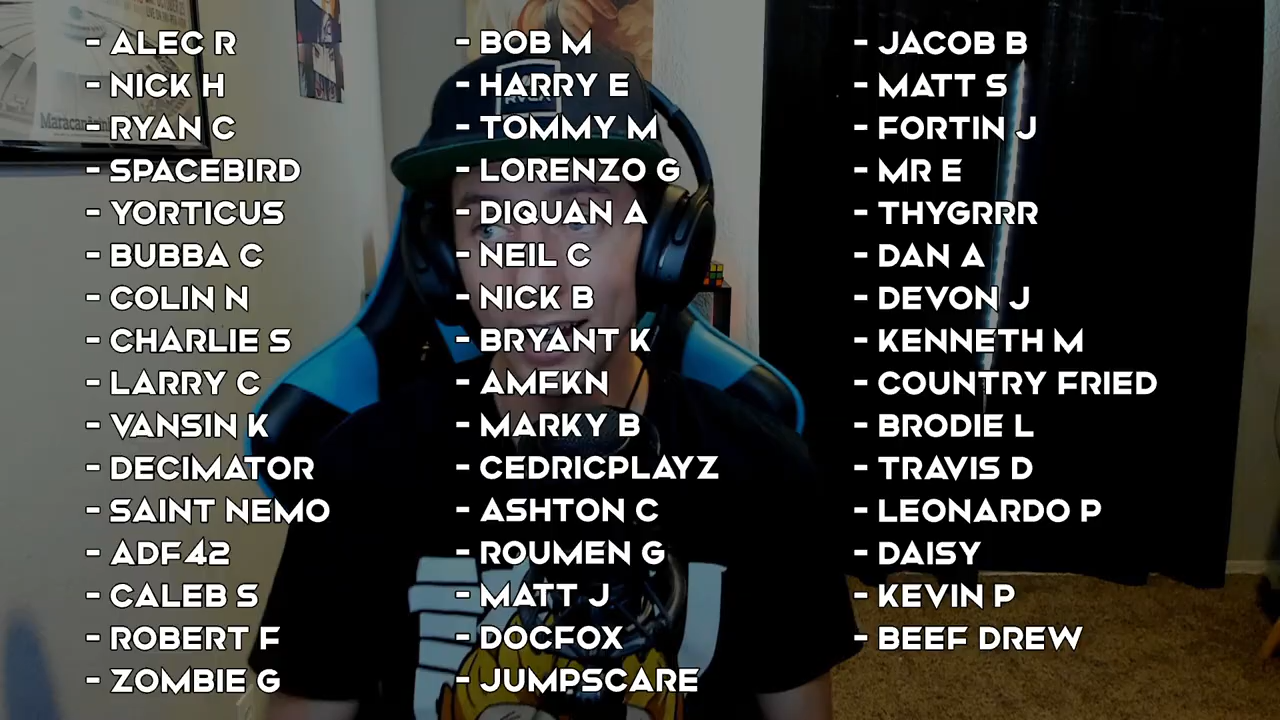 - ALEC R
- NICK H
- RYAN C
- SPACEBIRD
- YORTICUS
- BUBBA C
- COLIN N
- CHARLIE S
- LARRY C
- VANSIN K
- DECIMATOR
- SAINT NEMO
- ADF42
- CALEB S
- ROBERT F
- ZOMBIE G
- BOB M
- HARRY E
- TOMMY M
- LORENZO G
- DIQUAN A
- NEIL C
- NICK B
- BRYANT K
- AMFKN
- MARKY B
- CEDRICPLAYZ
- ASHTON C
- ROUMEN G
- MATT J
- DOCFOX
- JUMPSCARE
- JACOB B
- MATT S
- FORTIN J
- MR E
- THYGRRR
- DAN A
- DEVON J
- KENNETH M
- COUNTRY FRIED
- BRODIE L
- TRAVIS D
- LEONARDO P
- DAISY
- KEVIN P
- BEEF DREW
RVCA